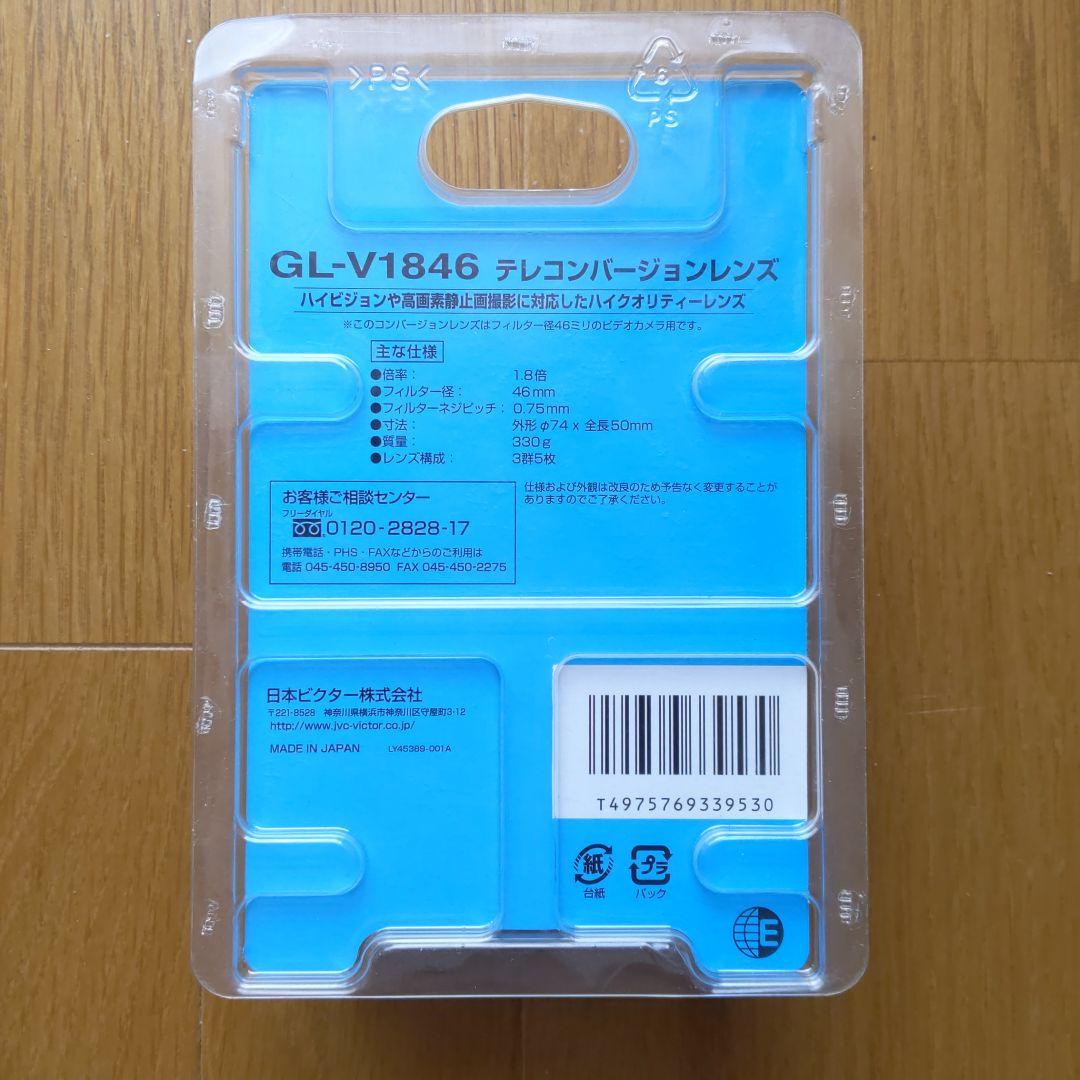 >PS<
6
PS
GL-V1846 テレコンバージョンレンズ
ハイビジョンや高画素静止画撮影に対応したハイクオリティーレンズ
※このコンバージョンレンズはフィルター径46ミリのビデオカメラ用です。
主な仕様
●倍率： 1.8倍
●フィルター径： 46mm
●フィルターネジピッチ： 0.75mm
●寸法： 外形 φ74 x 全長50mm
●質量： 330g
●レンズ構成： 3群5枚
お客様ご相談センター
フリーダイヤル
0120-2828-17
携帯電話・PHS・FAXなどからのご利用は
電話 045-450-8950 FAX 045-450-2275
仕様および外観は改良のため予告なく変更することが
ありますのでご了承ください。
日本ビクター株式会社
〒221-8528 神奈川県横浜市神奈川区守屋町3-12
http://www.jvc-victor.co.jp/
MADE IN JAPAN LY45389-001A
T4975769339530
紙
台紙
プラ
パック
E